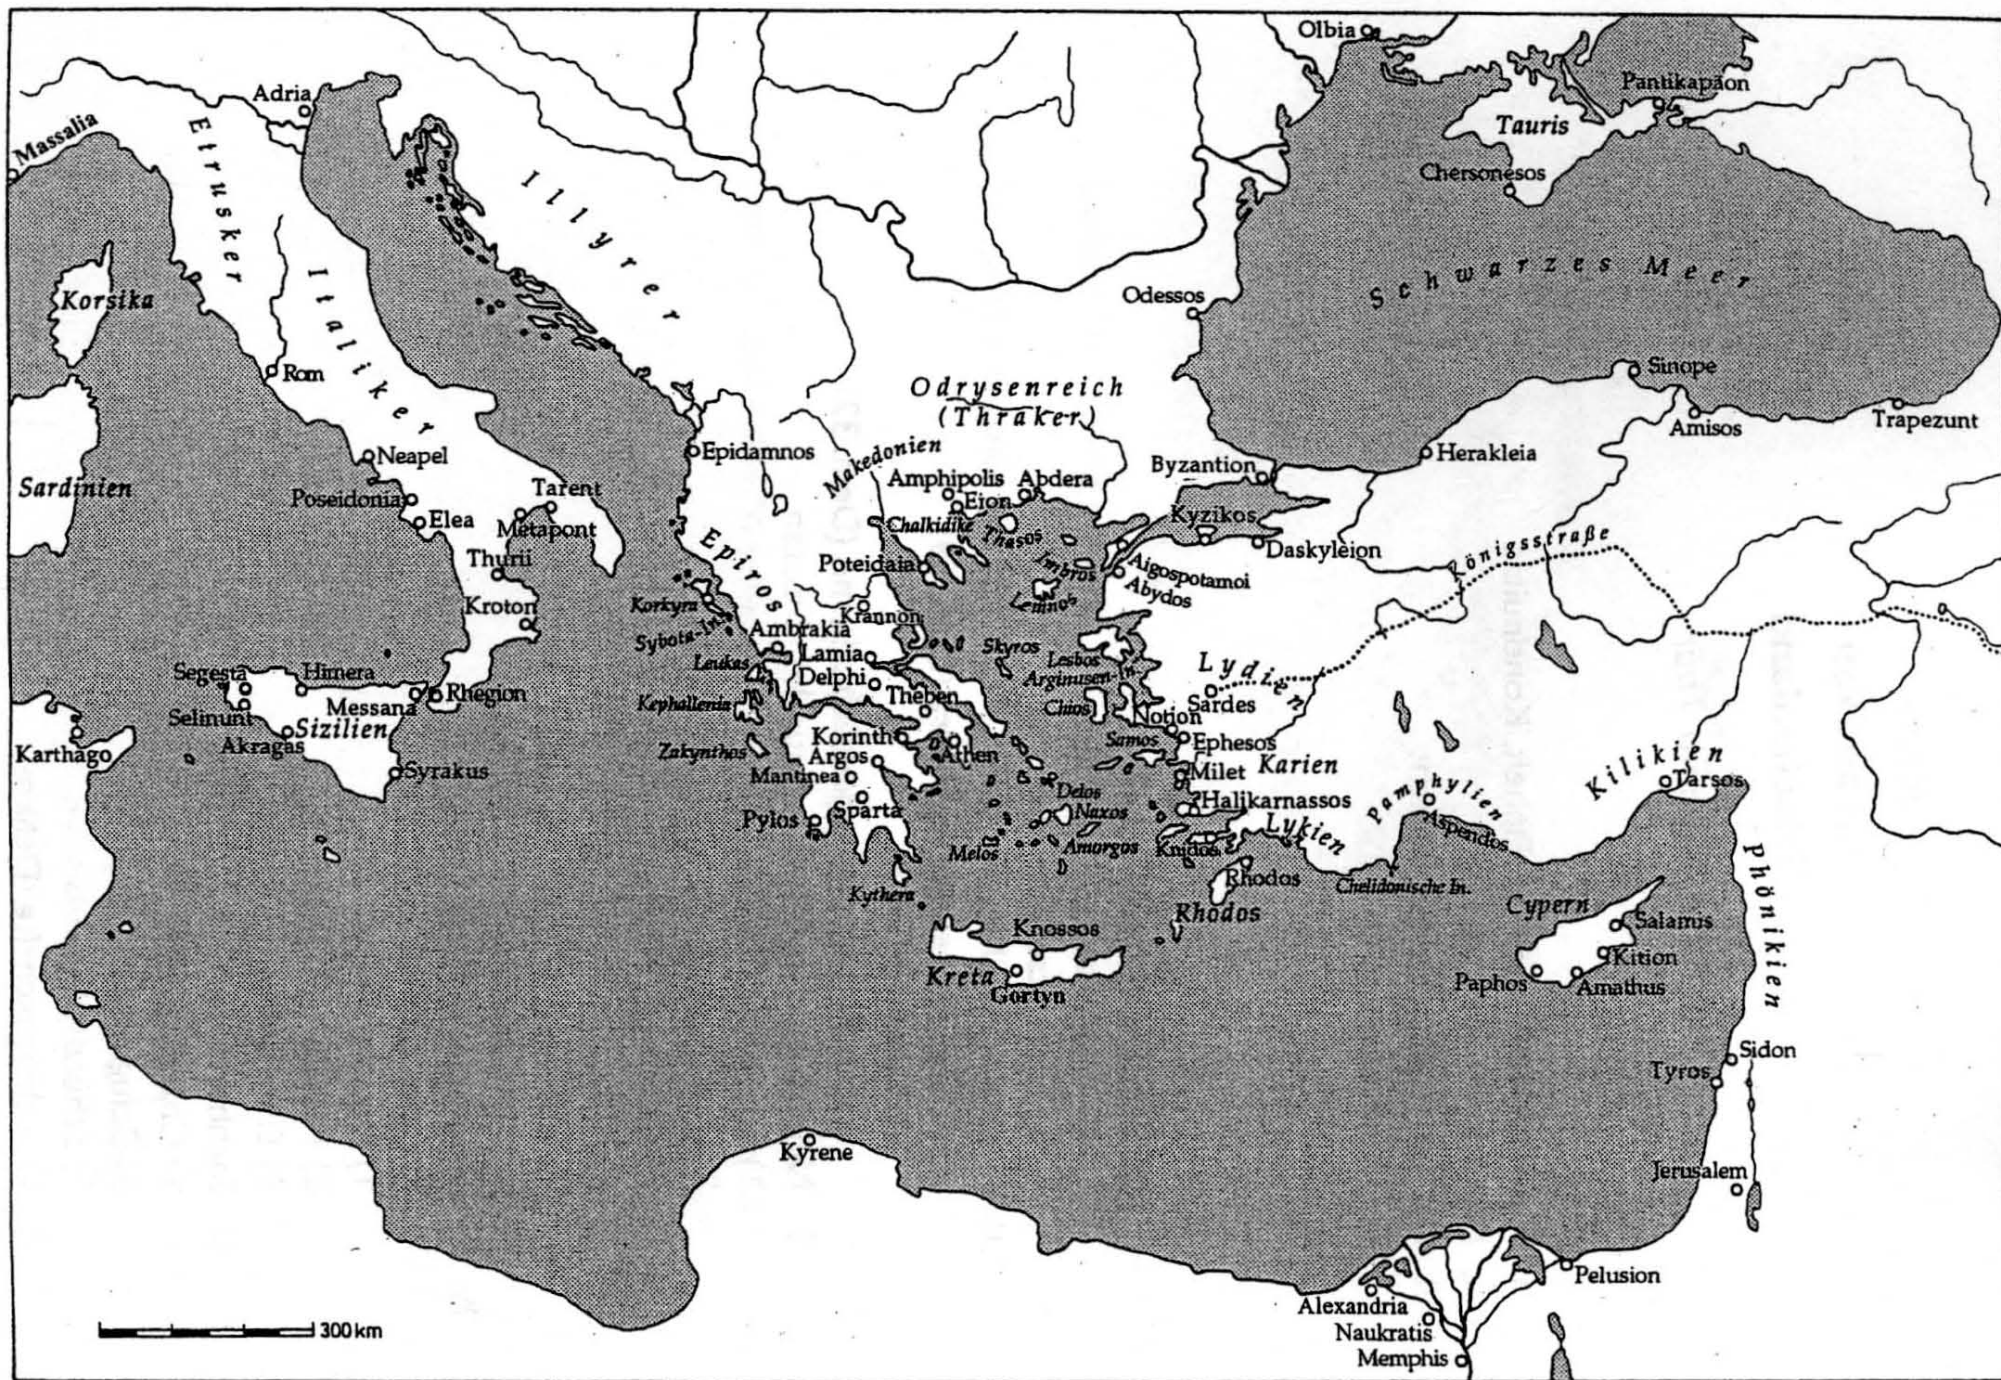 Olbia
Pantikapäon
Tauris
Chersonesos
Schwarzes Meer
Adria
Massalia
Etrusker
Illyrer
Italiker
Korsika
Sardinien
Rom
Neapel
Poseidonia
Elea
Tarent
Metapont
Thurii
Kroton
Segesta
Himera
Messana
Rhegion
Selinunt
Akragas
Sizilien
Syrakus
Karthago
Odessos
Odrysenreich
(Thraker)
Sinope
Amisos
Trapezunt
Herakleia
Byzantion
Epidamnos
Makedonien
Amphipolis
Abdera
Eion
Chalkidike
Thasos
Kyzikos
Daskyleion
Königsstraße
Epiros
Poteidaia
Imbros
Aigospotamoi
Abydos
Lemnos
Korkyra
Sybota-In.
Krannon
Ambrakia
Lamia
Leukas
Delphi
Theben
Skyros
Lesbos
Arginusen-In.
Lydien
Sardes
Kephallenia
Chios
Notion
Zakynthos
Korinth
Argos
Athen
Samos
Ephesos
Mantinea
Milet
Karien
Delos
Halikarnassos
Pamphylien
Kilikien
Tarsos
Pylos
Sparta
Naxos
Melos
Amorgos
Knidos
Lykien
Aspendos
Kythera
Rhodos
Rhodos
Chelidonische In.
Cypern
Salamis
Kition
Paphos
Amathus
Phönikien
Knossos
Kreta
Gortyn
Sidon
Tyros
Jerusalem
Kyrene
Pelusion
Alexandria
Naukratis
Memphis
300 km